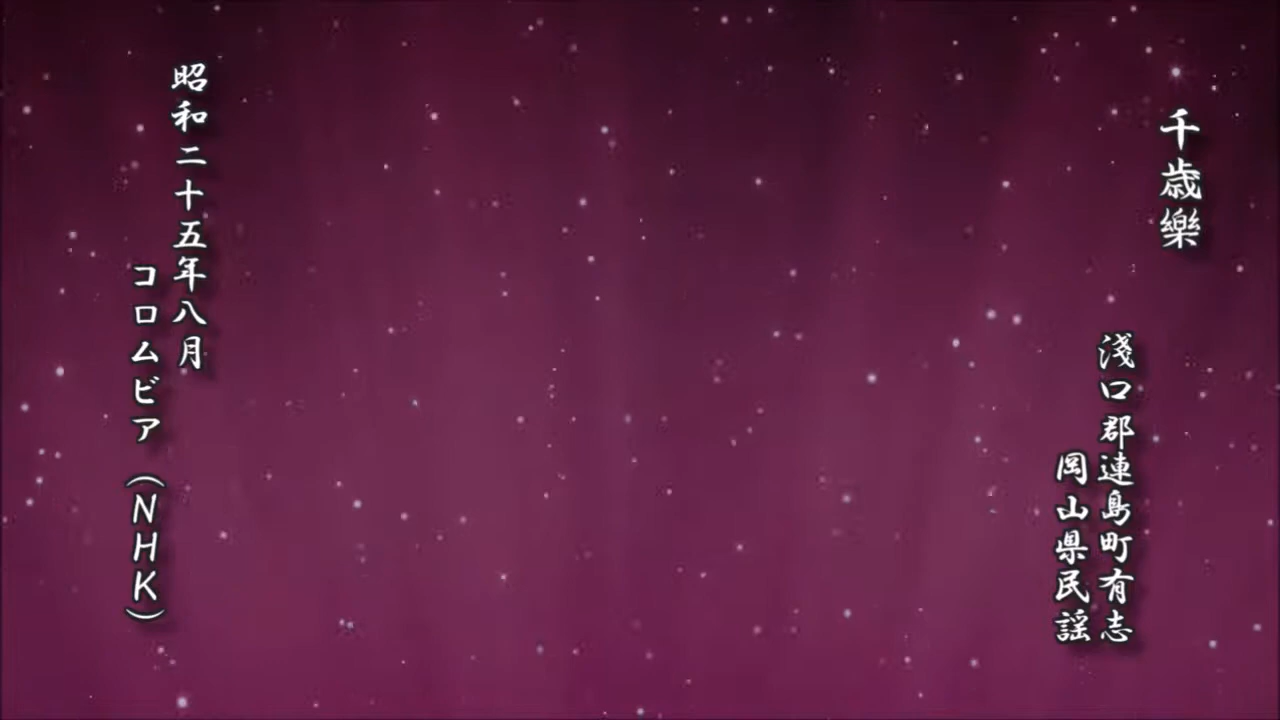 千歳樂
淺口郡連島町有志
岡山県民謡
昭和二十五年八月
コロムビア（NHK）